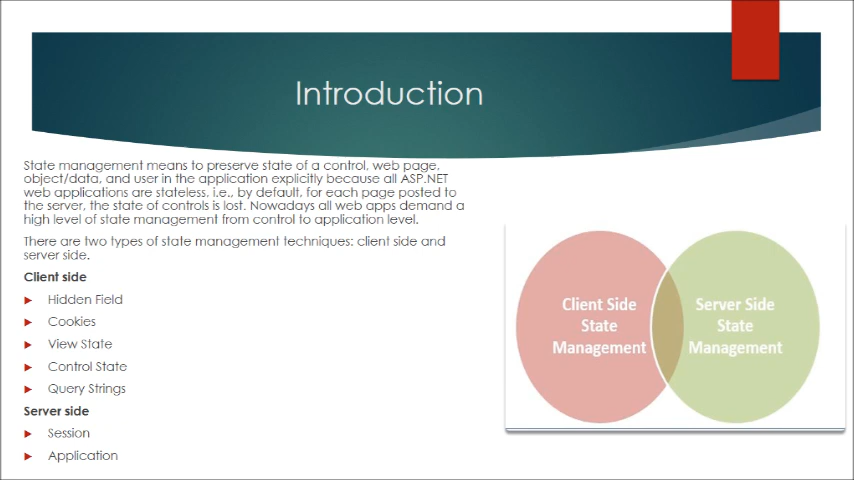 Introduction
State management means to preserve state of a control, web page,
object/data, and user in the application explicitly because all ASP.NET
web applications are stateless, i.e., by default, for each page posted to
the server, the state of controls is lost. Nowadays all web apps demand a
high level of state management from control to application level.
There are two types of state management techniques: client side and
server side.
Client side
Hidden Field
Cookies
View State
Control State
Query Strings
Server side
Session
Application
Client Side
State
Management
Server Side
State
Management